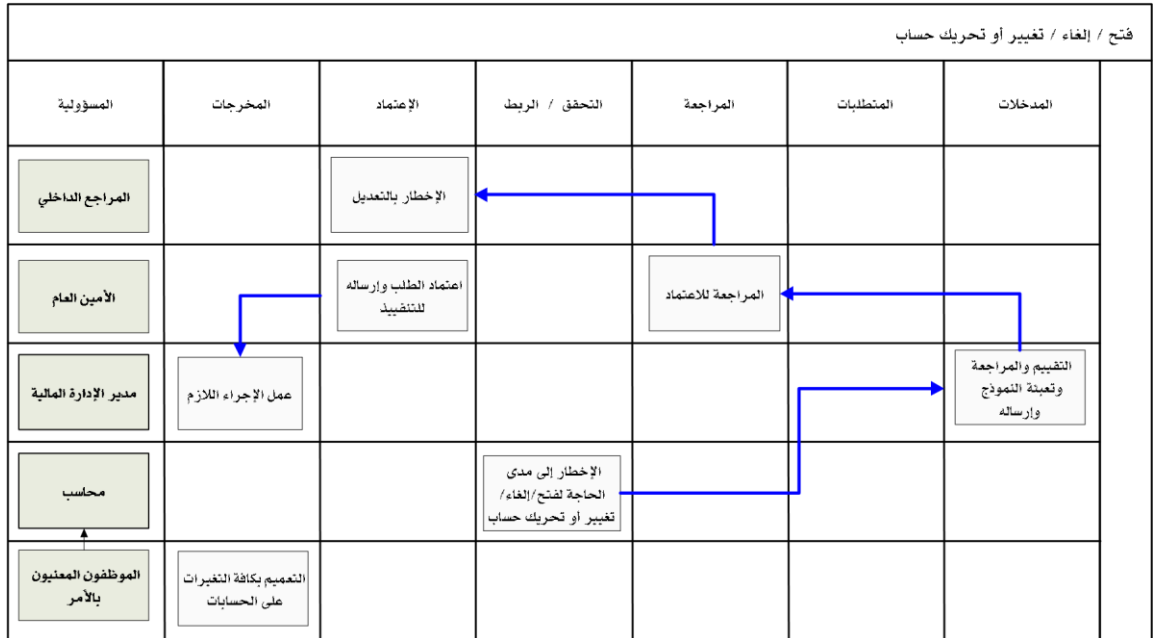 فتح / إلغاء / تغيير أو تحريك حساب
المدخلات
المتطلبات
المراجعة
التحقق / الربط
الإعتماد
المخرجات
المسؤولية
الإخطار بالتعديل
المراجع الداخلي
المراجعة للاعتماد
اعتماد الطلب وإرساله
للتنفييذ
الأمين العام
التقييم والمراجعة
وتعبئة النموذج
وإرساله
عمل الإجراء اللازم
مدير الإدارة المالية
الإخطار إلى مدى
الحاجة لفتح/إلغاء/
تغيير أو تحريك حساب
محاسب
التعميم بكافة التغيرات
على الحسابات
الموظفون المعنيون
بالأمر